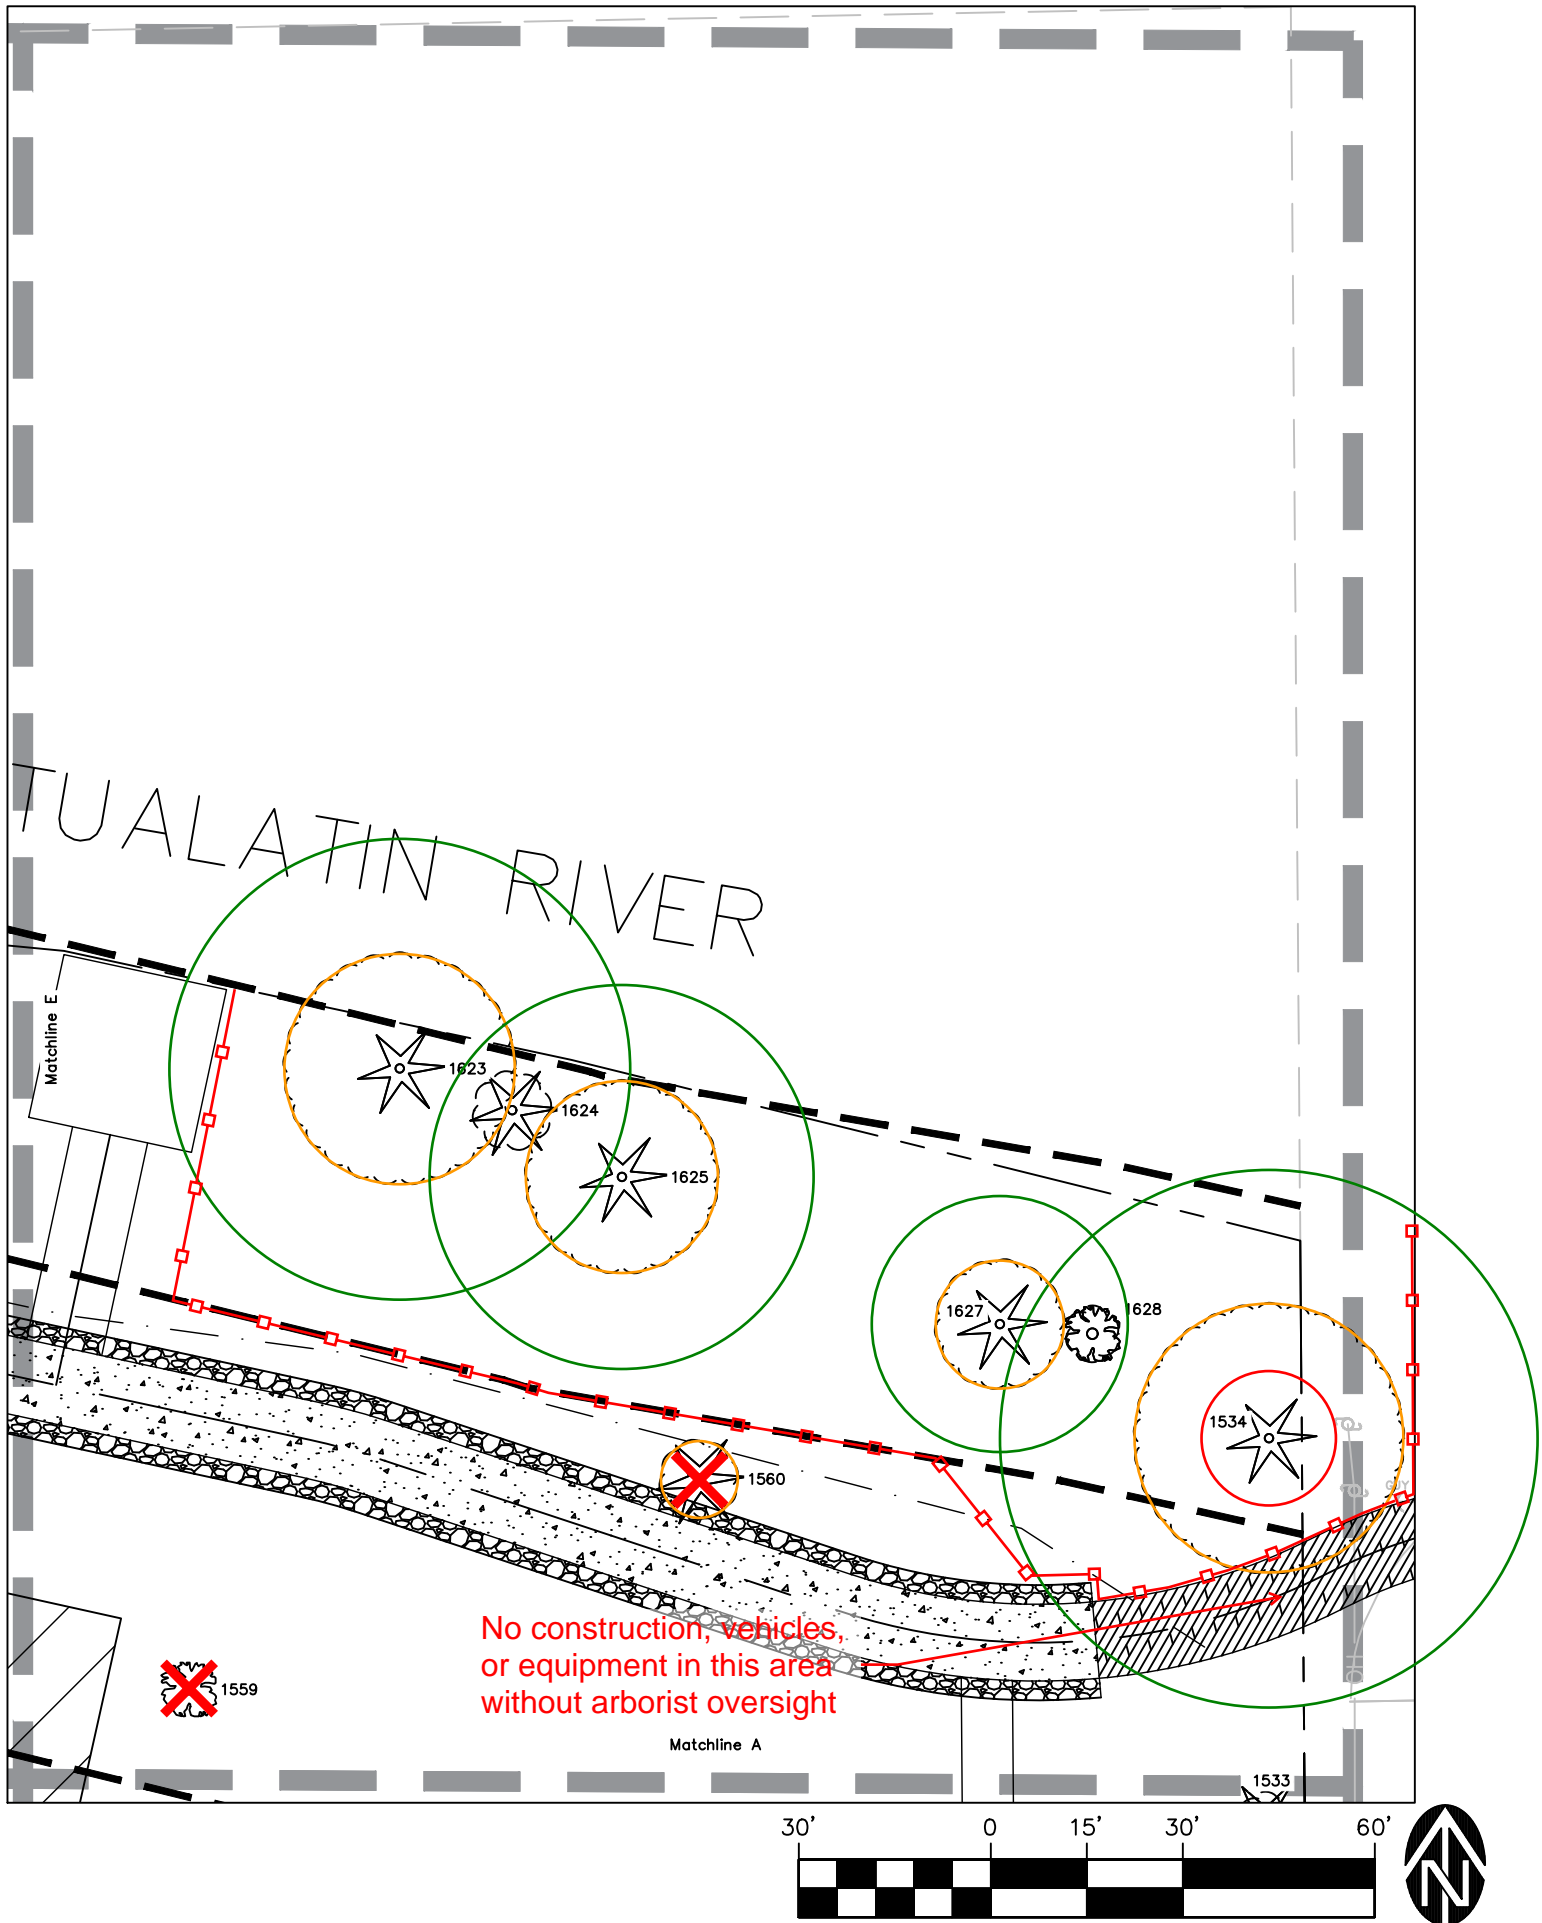 TUALATIN RIVER
Matchline E
1623
1624
1625
1627
1628
1534
GUY
1560
1559
No construction, vehicles,
or equipment in this area
without arborist oversight
Matchline A
1533
30' 0 15' 30' 60'
N